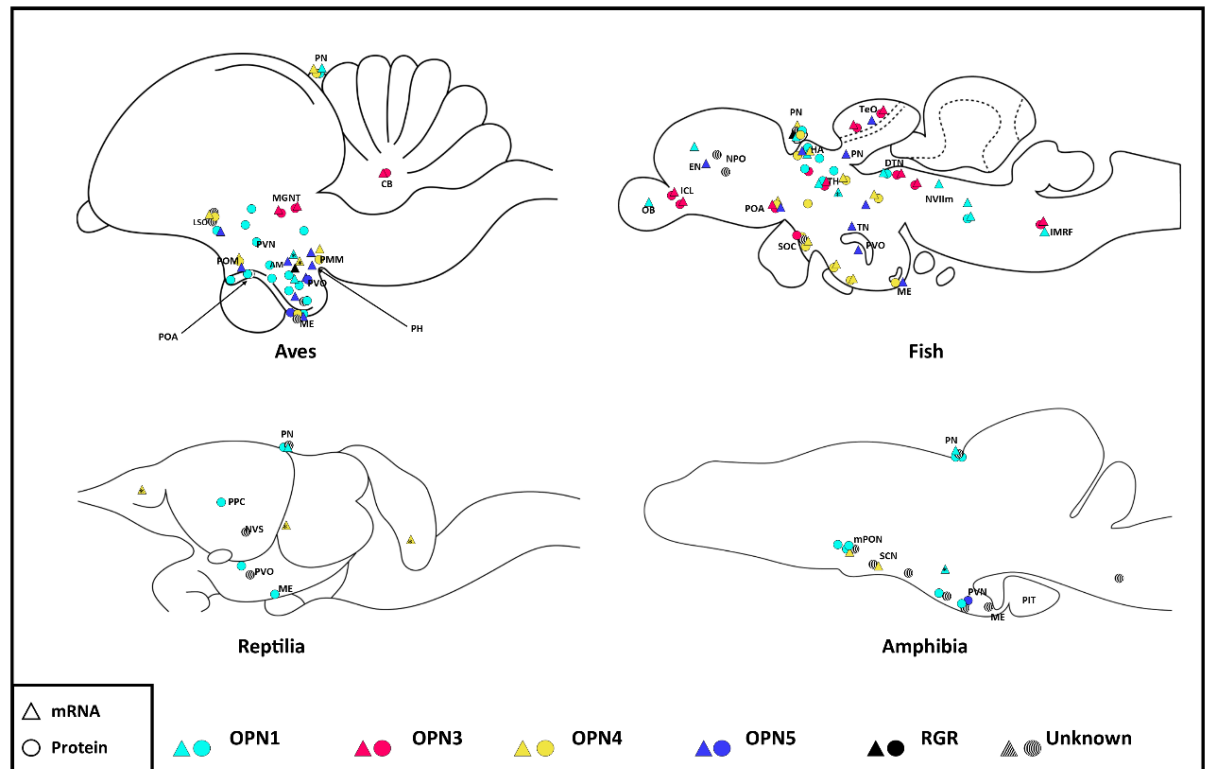 PN
CB
MGNT
LSO
PVN
POM
AM
PMM
PVO
ME
POA
PH
Aves
PN
TeO
HA
PN
NPO
EN
DTN
ICL
TH
OB
POA
NVIIm
TN
IMRF
SOC
PVO
ME
Fish
PN
PPC
NVS
PVO
ME
Reptilia
PN
mPON
SCN
PVN
PIT
ME
Amphibia
mRNA
Protein
OPN1 OPN3 OPN4 OPN5 RGR Unknown